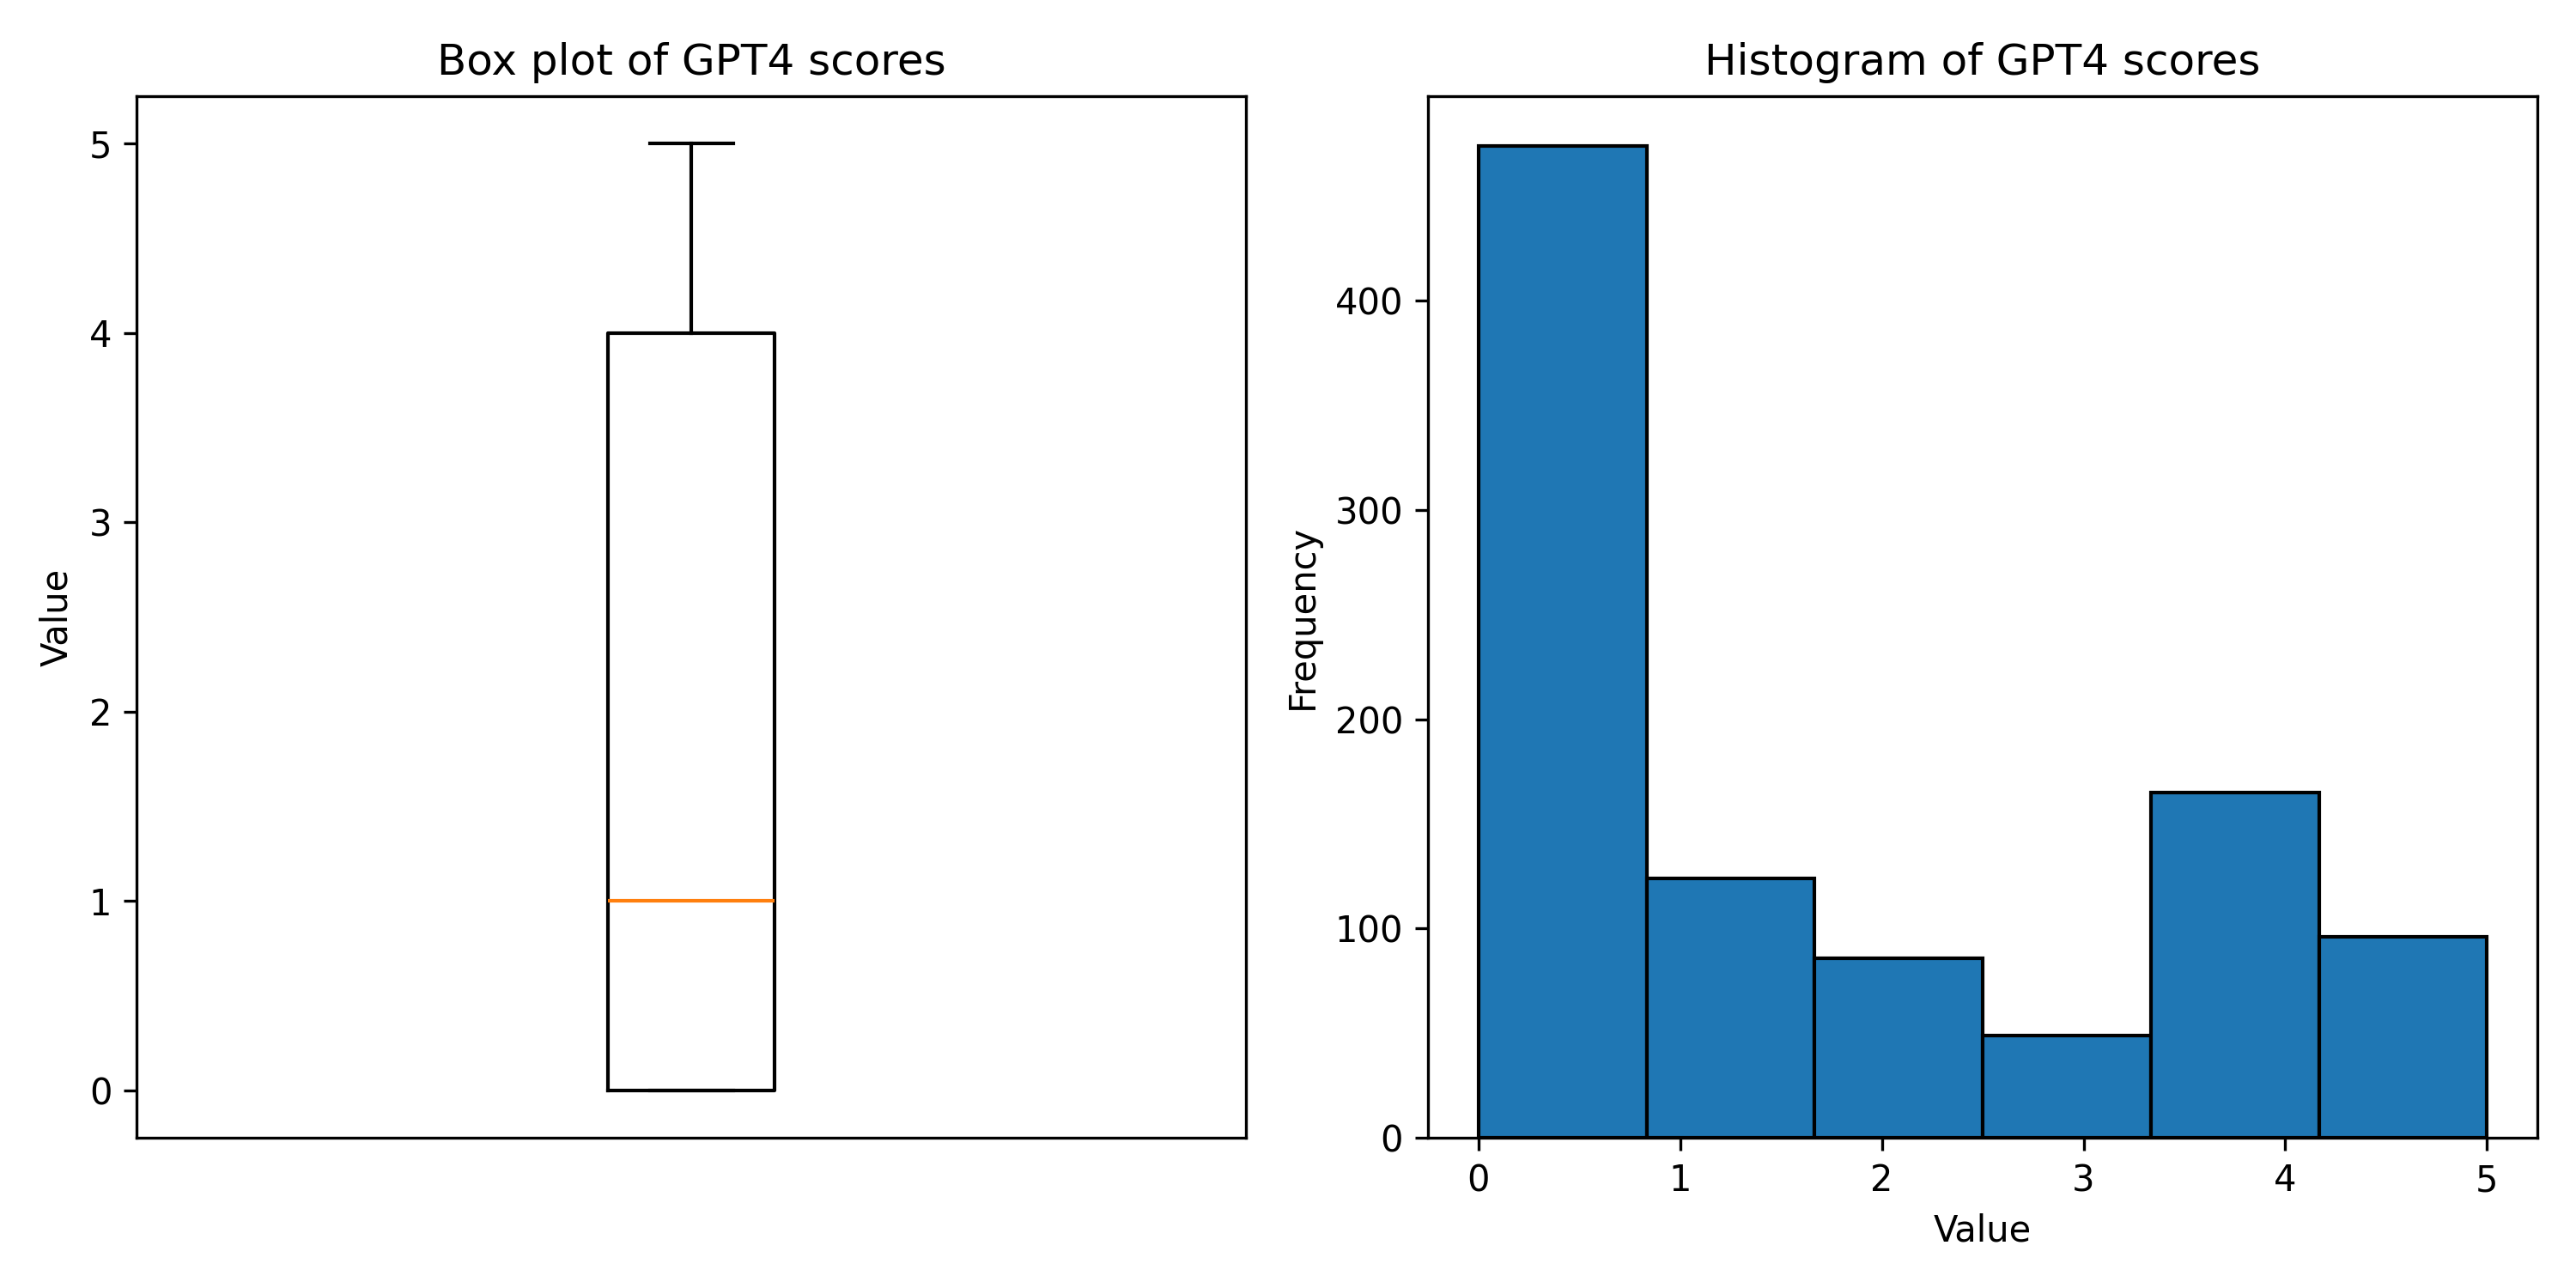 Box plot of GPT4 scores
5
4
3
2
1
0
Value
Histogram of GPT4 scores
400
300
200
100
0
Frequency
0 1 2 3 4 5
Value